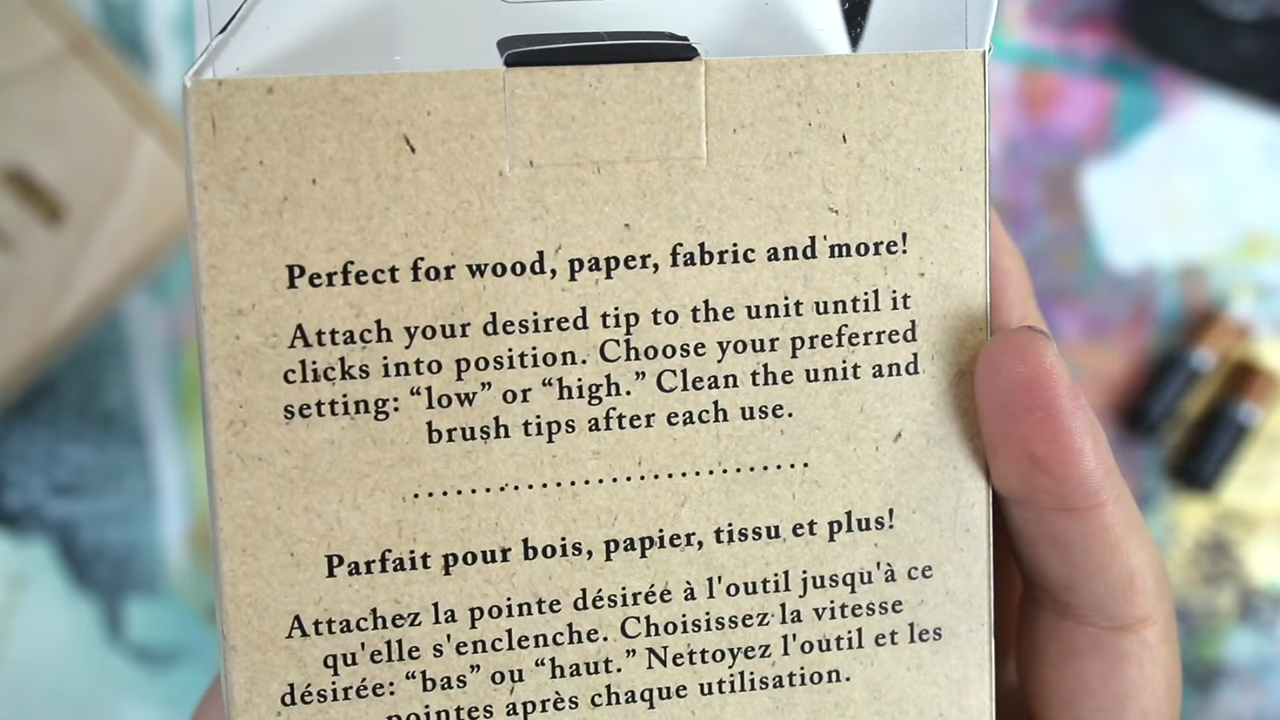 Perfect for wood, paper, fabric and more!
Attach your desired tip to the unit until it
clicks into position. Choose your preferred
setting: “low” or “high.” Clean the unit and
brush tips after each use.
Parfait pour bois, papier, tissu et plus!
Attachez la pointe désirée à l'outil jusqu'à ce
qu'elle s'enclenche. Choisissez la vitesse
désirée: “bas” ou “haut.” Nettoyez l'outil et les
pointes après chaque utilisation.